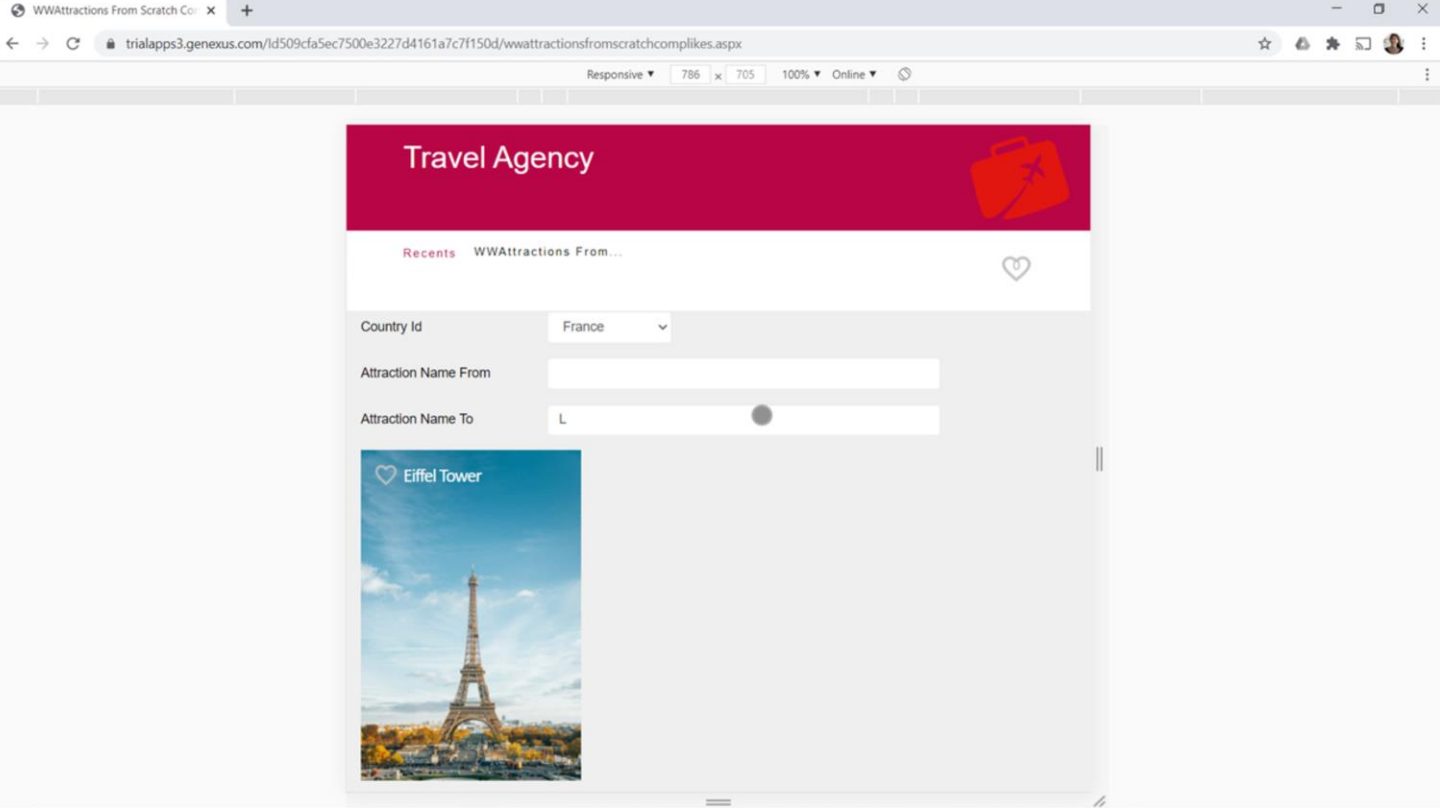 WWAttractions From Scratch Co
trialapps3.genexus.com/Id509cfa5ec7500e3227d4161a7c7f150d/wwattractionsfromscratchcomplikes.aspx
Responsive ▼ 786 x 705 100% ▼ Online ▼
Travel Agency
Recents WWAttractions From...
0
Country Id France
Attraction Name From
Attraction Name To L
Eiffel Tower